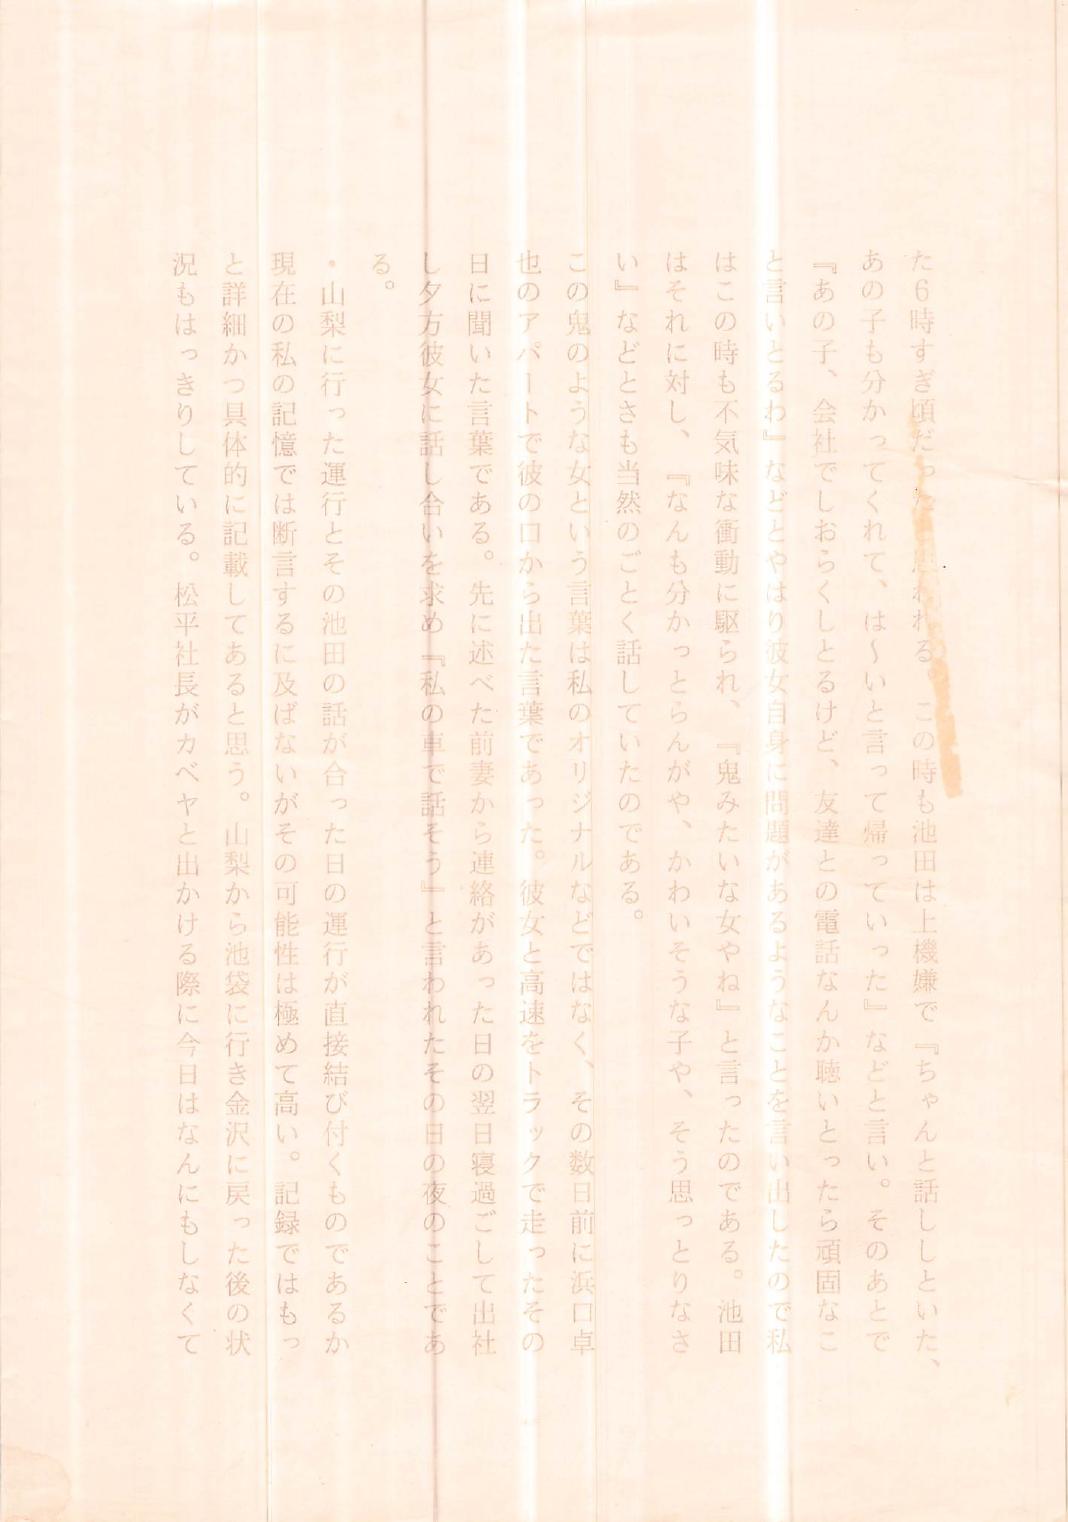 た６時すぎ頃だったと思われる。この時も池田は上機嫌で『ちゃんと話ししといた、
あの子も分かってくれて、は～いと言って帰っていった』などと言い。そのあとで
『あの子、会社でしおらくしとるけど、友達との電話なんか聴いとったら頑固なこ
と言いとるわ』などとやはり彼女自身に問題があるようなことを言い出したので私
はこの時も不気味な衝動に駆られ、『鬼みたいな女やね』と言ったのである。池田
はそれに対し、『なんも分かっとらんがや、かわいそうな子や、そう思っとりなさ
い』などとさも当然のごとく話していたのである。
この鬼のような女という言葉は私のオリジナルなどではなく、その数日前に浜口卓
也のアパートで彼の口から出た言葉であった。彼女と高速をトラックで走ったその
日に聞いた言葉である。先に述べた前妻から連絡があった日の翌日寝過ごして出社
し夕方彼女に話し合いを求め『私の車で話そう』と言われたその日の夜のことであ
る。
・山梨に行った運行とその池田の話が合った日の運行が直接結び付くものであるか
現在の私の記憶では断言するに及ばないがその可能性は極めて高い。記録ではもっ
と詳細かつ具体的に記載してあると思う。山梨から池袋に行き金沢に戻った後の状
況もはっきりしている。松平社長がカベヤと出かける際に今日はなんにもしなくて